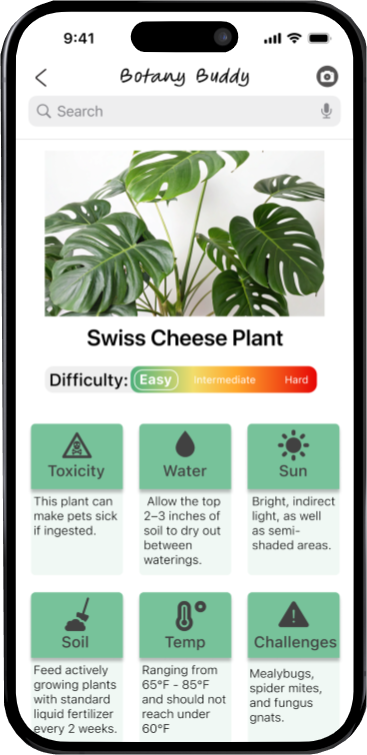 9:41
Botany Buddy
Search
Swiss Cheese Plant
Difficulty: Easy Intermediate Hard
Toxicity
This plant can
make pets sick
if ingested.
Water
Allow the top
2–3 inches of
soil to dry out
between
waterings.
Sun
Bright, indirect
light, as well
as semi-
shaded areas.
Soil
Feed actively
growing plants
with standard
liquid fertilizer
every 2 weeks.
Temp
Ranging from
65°F - 85°F
and should not
reach under
60°F
Challenges
Mealybugs,
spider mites,
and fungus
gnats.